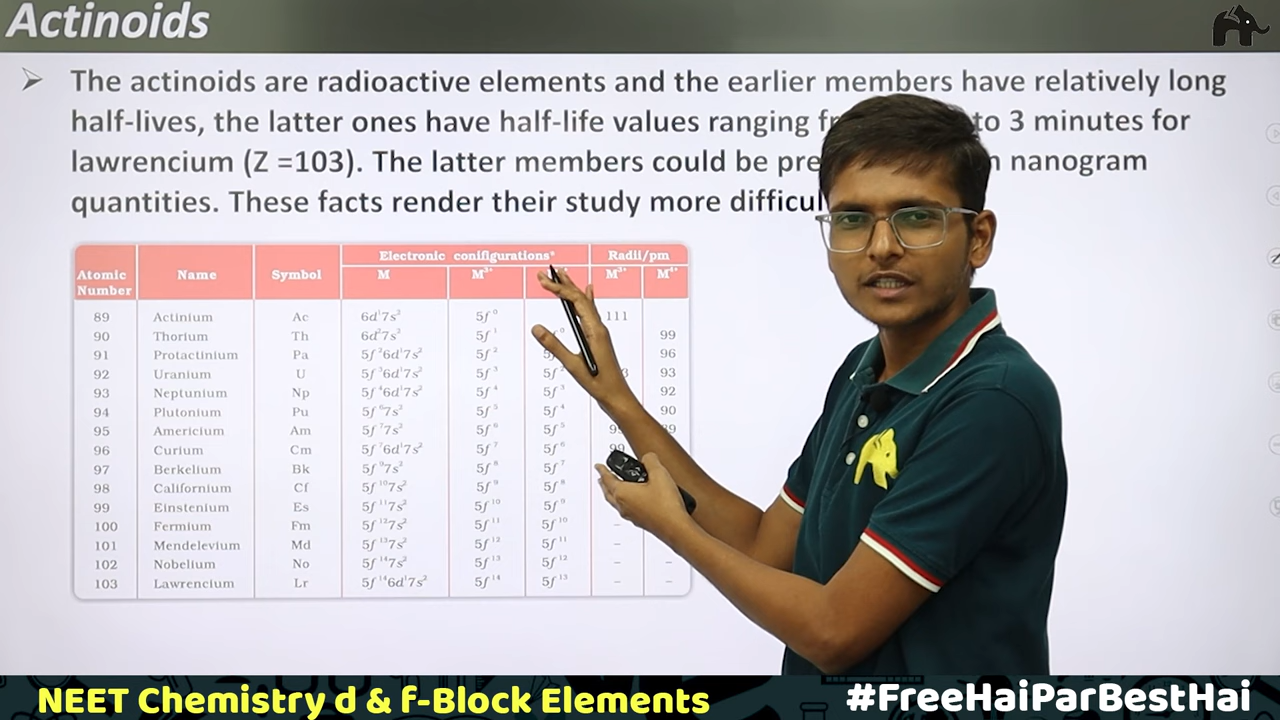 Actinoids
The actinoids are radioactive elements and the earlier members have relatively long
half-lives, the latter ones have half-life values ranging to 3 minutes for
lawrencium (Z =103). The latter members could be nanogram
quantities. These facts render their study more
Electronic conifigurations* Radii/pm
Atomic Number Name Symbol M M³⁺ M³⁺ M⁴⁺
89 Actinium Ac 6d¹7s² 5f⁰ 111
90 Thorium Th 6d²7s² 5f¹ 99
91 Protactinium Pa 5f²6d¹7s² 5f² 96
92 Uranium U 5f³6d¹7s² 5f³ 93
93 Neptunium Np 5f⁴6d¹7s² 5f⁴ 5f³ 92
94 Plutonium Pu 5f⁶7s² 5f⁵ 5f⁴ 90
95 Americium Am 5f⁷7s² 5f⁶ 5f⁵
96 Curium Cm 5f⁷6d¹7s² 5f⁷ 5f⁶ 99
97 Berkelium Bk 5f⁹7s² 5f⁸ 5f⁷
98 Californium Cf 5f¹⁰7s² 5f⁹ 5f⁸
99 Einstenium Es 5f¹¹7s² 5f¹⁰ 5f⁹
100 Fermium Fm 5f¹²7s² 5f¹¹ 5f¹⁰ –
101 Mendelevium Md 5f¹³7s² 5f¹² 5f¹¹ –
102 Nobelium No 5f¹⁴7s² 5f¹³ 5f¹² – –
103 Lawrencium Lr 5f¹⁴6d¹7s² 5f¹⁴ 5f¹³ – –
NEET Chemistry d & f-Block Elements
#FreeHaiParBestHai